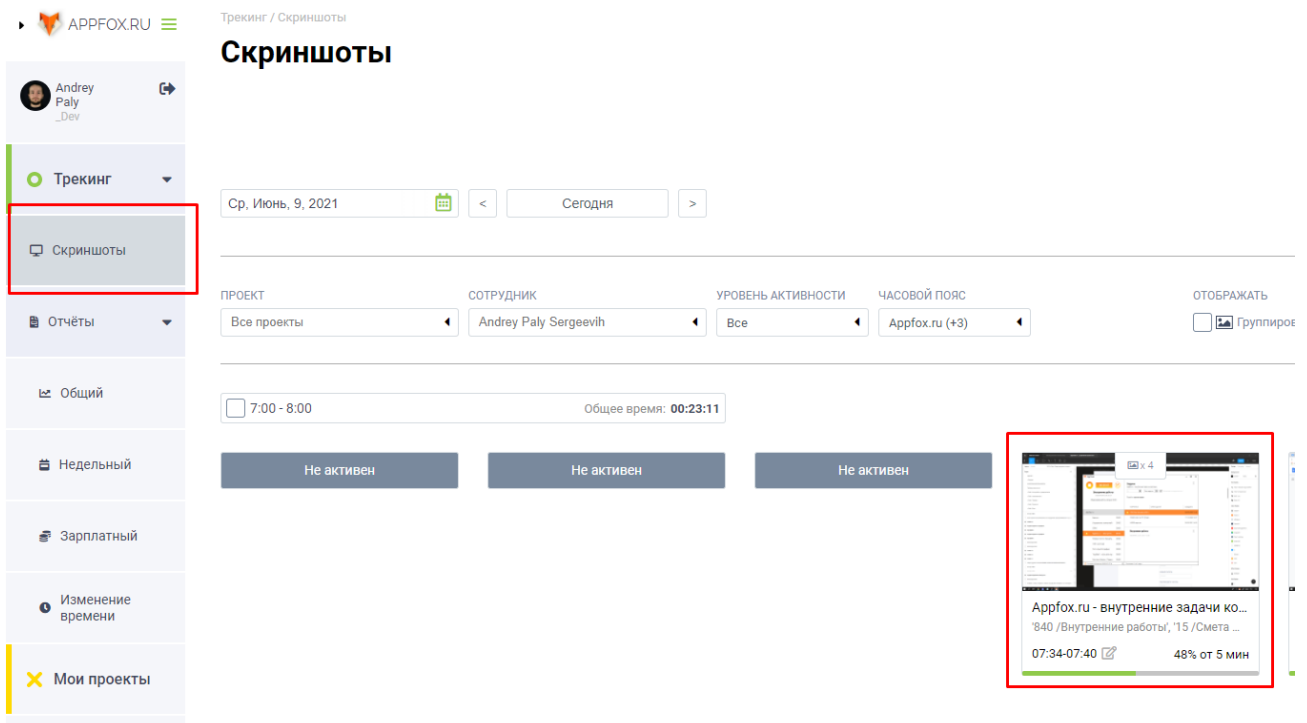 APPFOX.RU
Трекинг / Скриншоты
Скриншоты
Andrey
Paly
_Dev
Трекинг
Скриншоты
Отчёты
Общий
Недельный
Зарплатный
Изменение
времени
Мои проекты
Ср, Июнь, 9, 2021
<
Сегодня
>
ПРОЕКТ
СОТРУДНИК
УРОВЕНЬ АКТИВНОСТИ
ЧАСОВОЙ ПОЯС
ОТОБРАЖАТЬ
Все проекты
Andrey Paly Sergeevih
Все
Appfox.ru (+3)
Группиров
7:00 - 8:00
Общее время: 00:23:11
Не активен
Не активен
Не активен
x 4
Appfox.ru - внутренние задачи ко...
'840 /Внутренние работы', '15 /Смета ...
07:34-07:40
48% от 5 мин